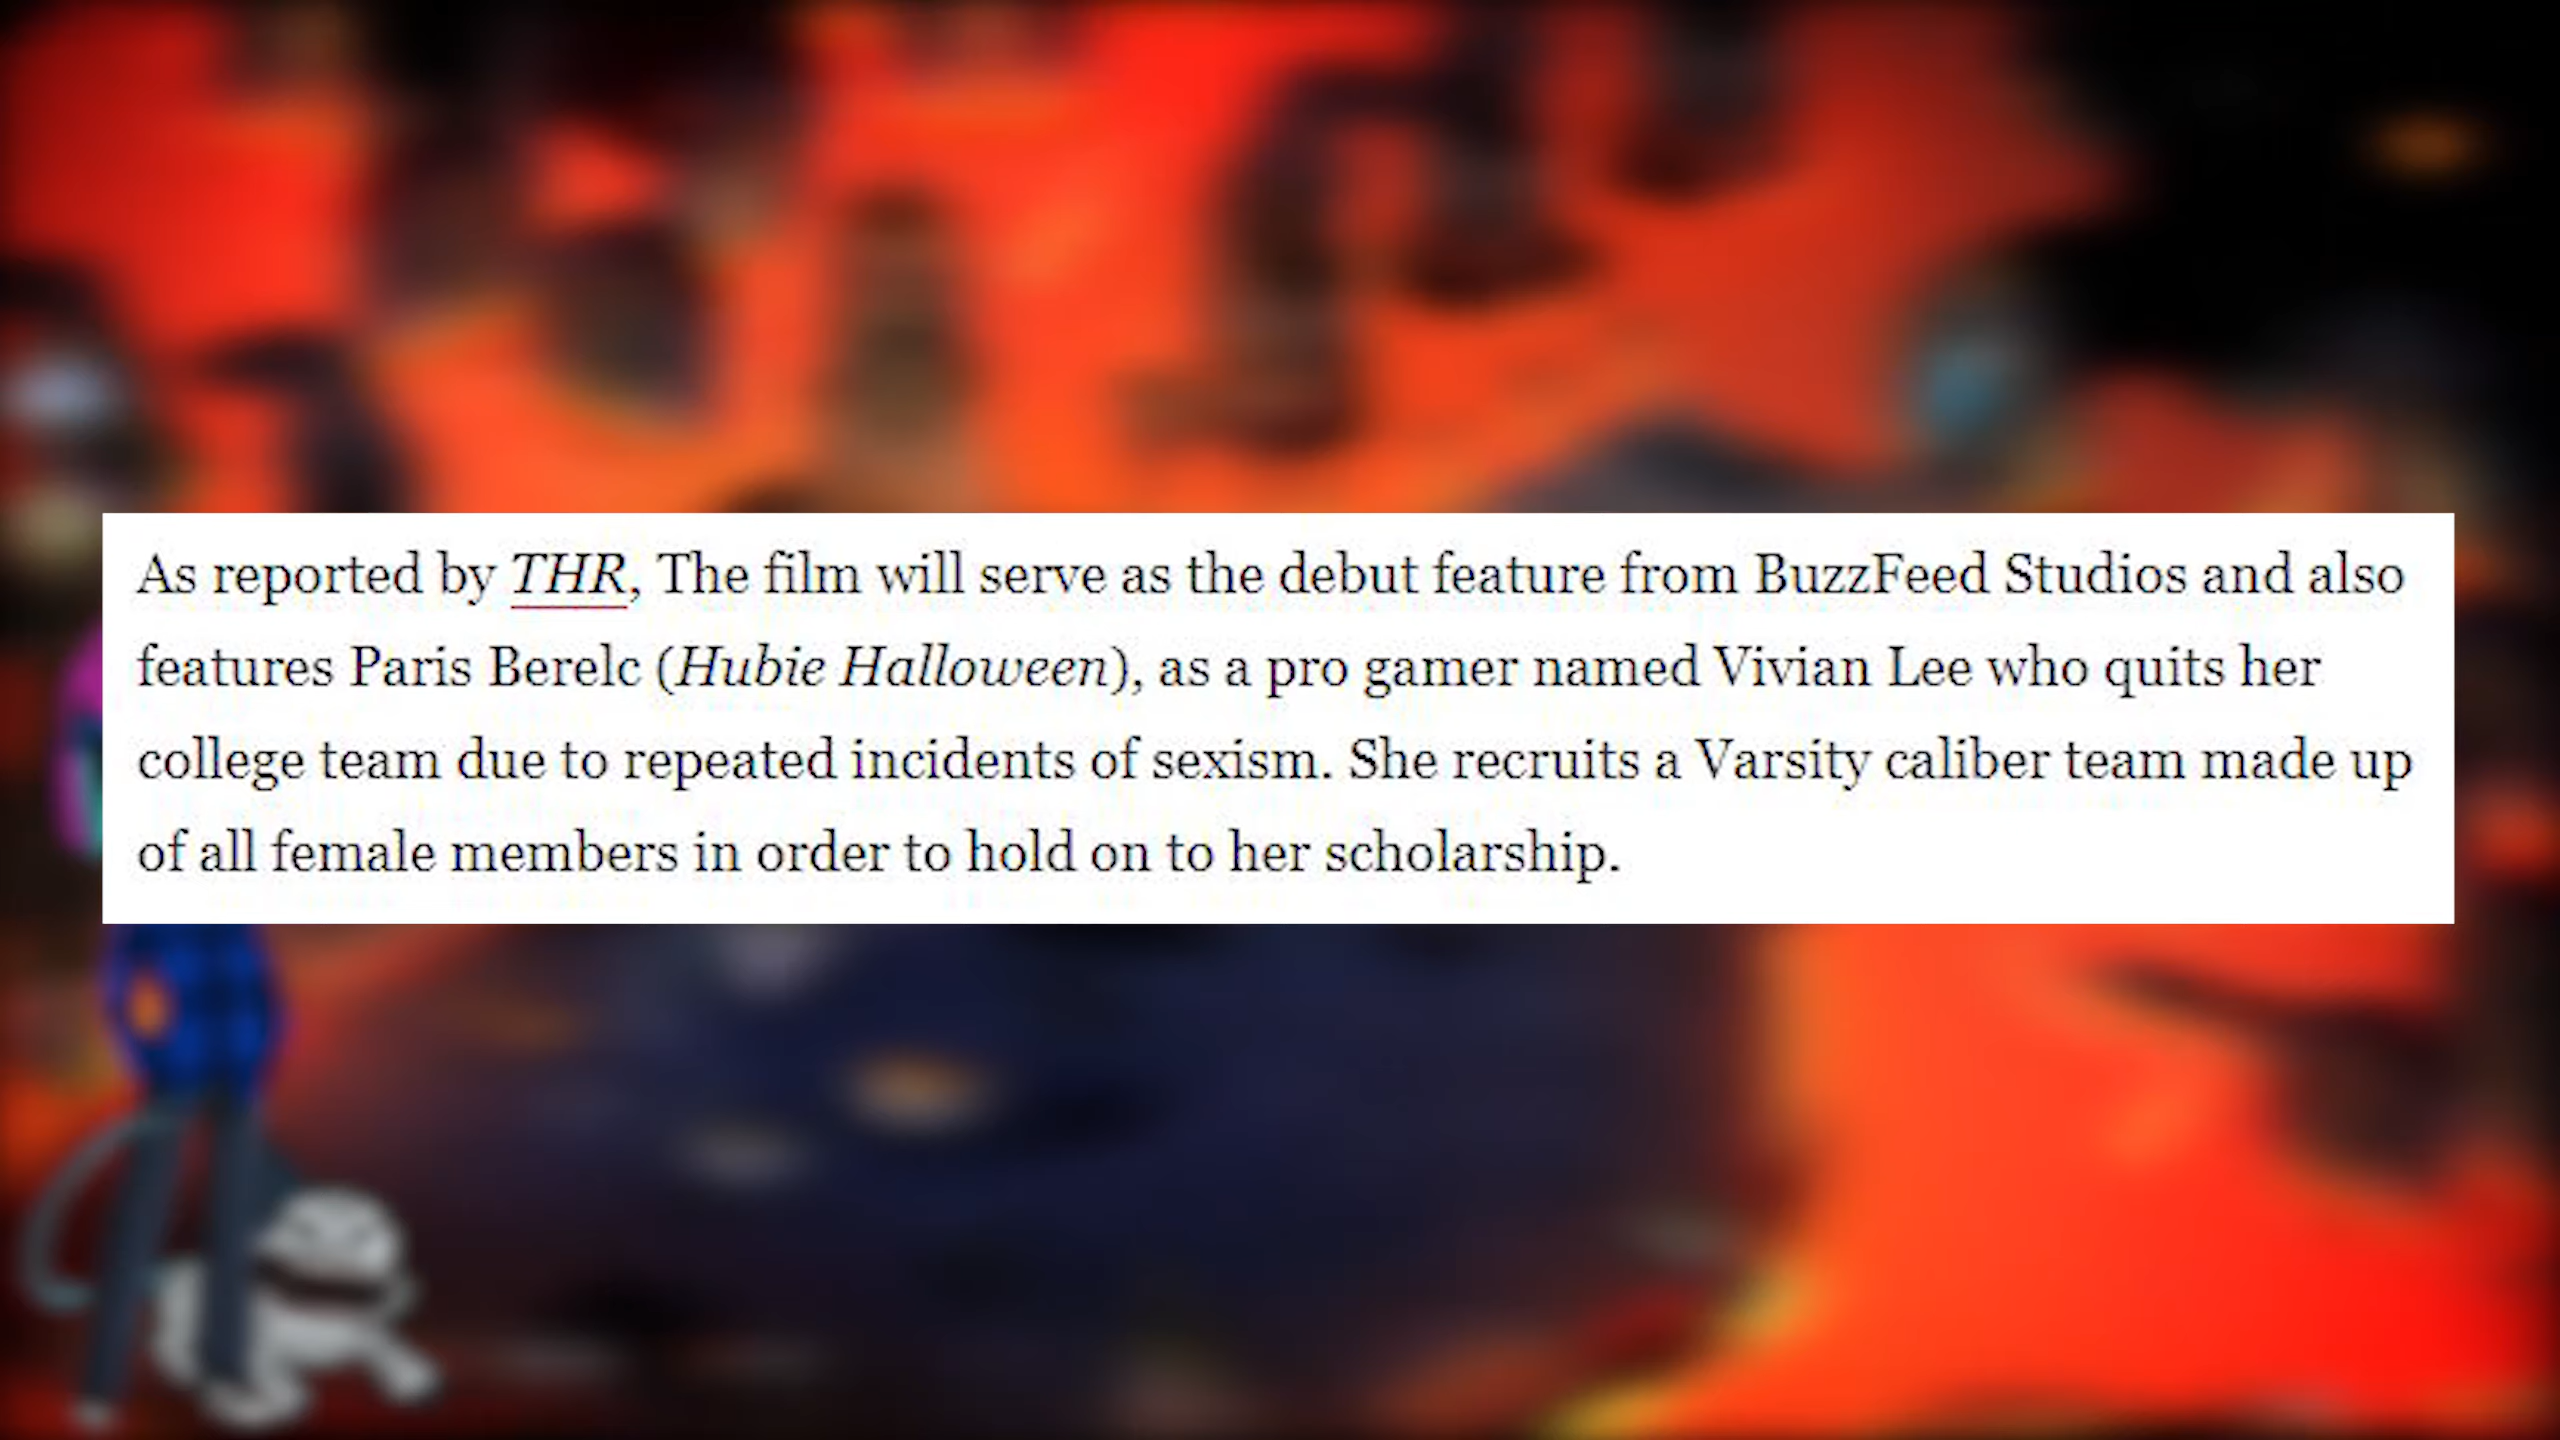 As reported by THR, The film will serve as the debut feature from BuzzFeed Studios and also
features Paris Berelc (Hubie Halloween), as a pro gamer named Vivian Lee who quits her
college team due to repeated incidents of sexism. She recruits a Varsity caliber team made up
of all female members in order to hold on to her scholarship.